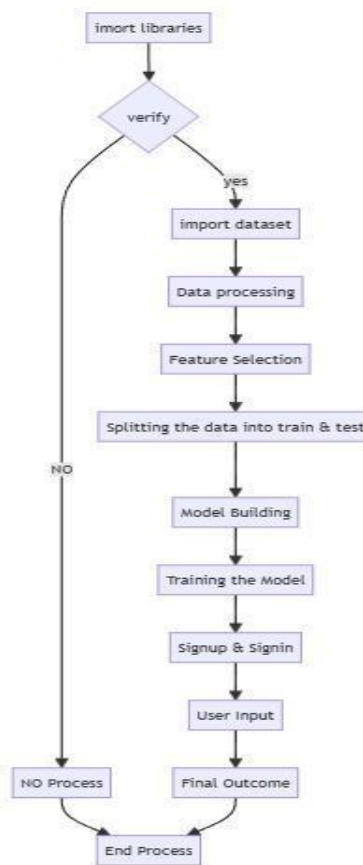 imort libraries
verify
yes
import dataset
Data processing
Feature Selection
Splitting the data into train & test
NO
Model Building
Training the Model
Signup & Signin
User Input
NO Process
Final Outcome
End Process